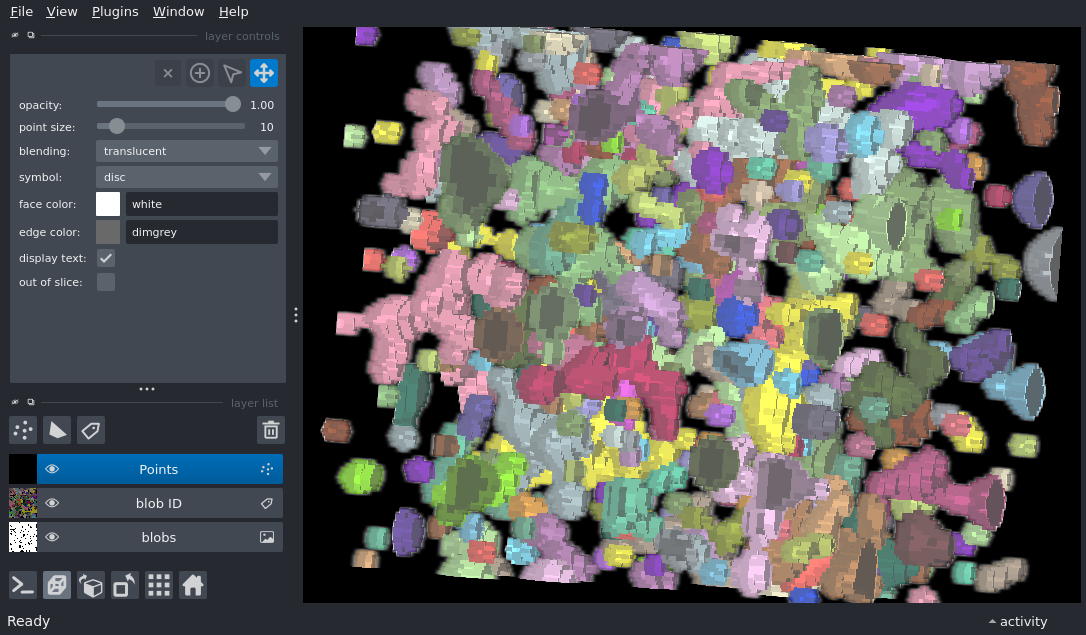 File View Plugins Window Help
layer controls
opacity: 1.00
point size: 10
blending: translucent
symbol: disc
face color: white
edge color: dimgrey
display text:
out of slice:
layer list
Points
blob ID
blobs
Ready activity